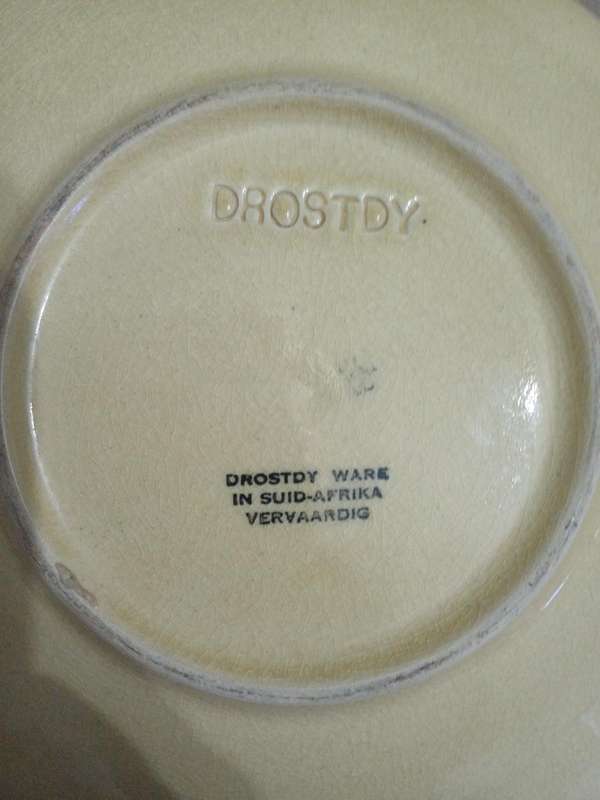 DROSTDY
DROSTDY WARE
IN SUID-AFRIKA
VERVAARDIG